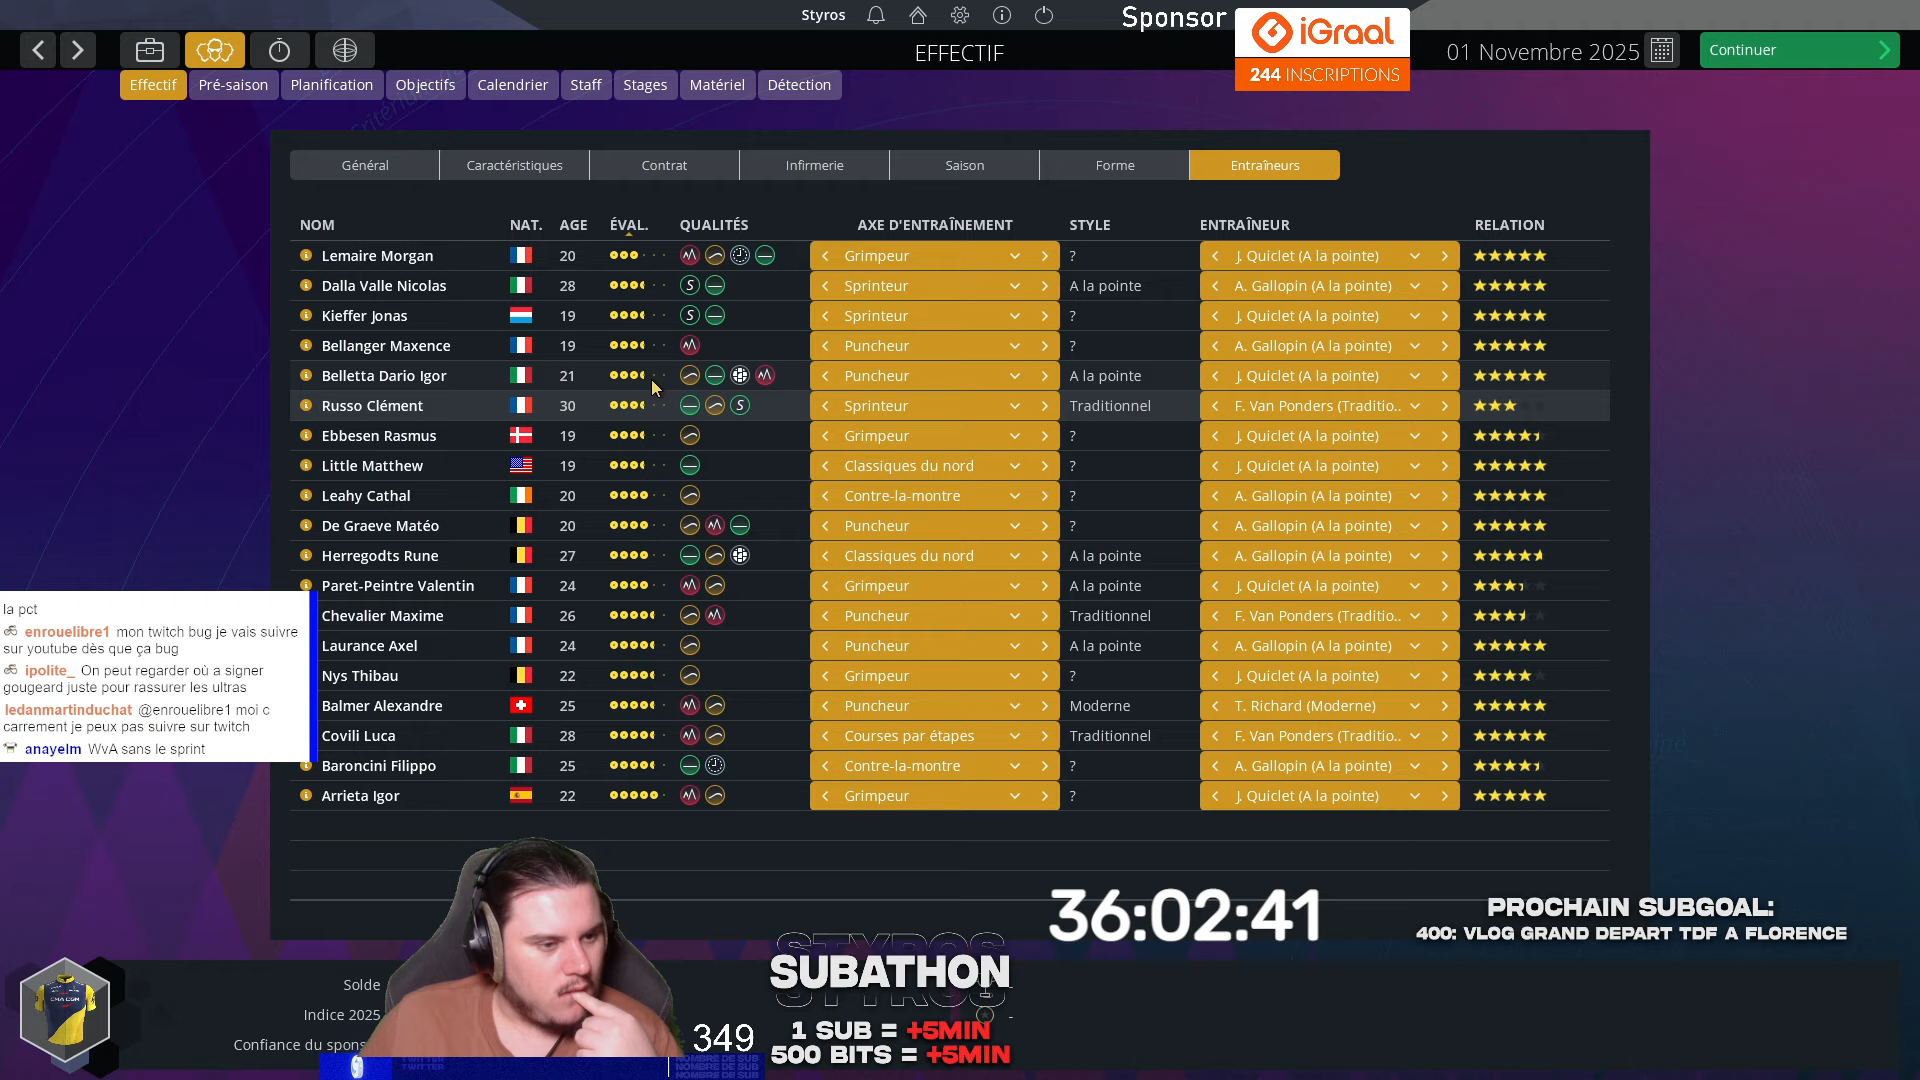 Styros
Sponsor
iGraal
244 INSCRIPTIONS
EFFECTIF
01 Novembre 2025
Continuer
Effectif
Pré-saison
Planification
Objectifs
Calendrier
Staff
Stages
Matériel
Détection
Général
Caractéristiques
Contrat
Infirmerie
Saison
Forme
Entraîneurs
NOM NAT. AGE ÉVAL. QUALITÉS AXE D'ENTRAÎNEMENT STYLE ENTRAÎNEUR RELATION
Lemaire Morgan 20 Grimpeur ? J. Quiclet (A la pointe)
Dalla Valle Nicolas 28 S Sprinteur A la pointe A. Gallopin (A la pointe)
Kieffer Jonas 19 S Sprinteur ? J. Quiclet (A la pointe)
Bellanger Maxence 19 Puncheur ? A. Gallopin (A la pointe)
Belletta Dario Igor 21 Puncheur A la pointe J. Quiclet (A la pointe)
Russo Clément 30 S Sprinteur Traditionnel F. Van Ponders (Traditio..
Ebbesen Rasmus 19 Grimpeur ? J. Quiclet (A la pointe)
Little Matthew 19 Classiques du nord ? J. Quiclet (A la pointe)
Leahy Cathal 20 Contre-la-montre ? A. Gallopin (A la pointe)
De Graeve Matéo 20 Puncheur ? A. Gallopin (A la pointe)
Herregodts Rune 27 Classiques du nord A la pointe A. Gallopin (A la pointe)
Paret-Peintre Valentin 24 Grimpeur A la pointe J. Quiclet (A la pointe)
Chevalier Maxime 26 Puncheur Traditionnel F. Van Ponders (Traditio..
Laurance Axel 24 Puncheur A la pointe A. Gallopin (A la pointe)
Nys Thibau 22 Grimpeur ? J. Quiclet (A la pointe)
Balmer Alexandre 25 Puncheur Moderne T. Richard (Moderne)
Covili Luca 28 Courses par étapes Traditionnel F. Van Ponders (Traditio..
Baroncini Filippo 25 Contre-la-montre ? A. Gallopin (A la pointe)
Arrieta Igor 22 Grimpeur ? J. Quiclet (A la pointe)
la pct
enrouelibre1 mon twitch bug je vais suivre
sur youtube dès que ça bug
ipolite_ On peut regarder où a signer
gougeard juste pour rassurer les ultras
ledanmartinduchat @enrouelibre1 moi c
carrement je peux pas suivre sur twitch
anayelm WvA sans le sprint
36:02:41
PROCHAIN SUBGOAL:
400: VLOG GRAND DEPART TDF A FLORENCE
Solde
Indice 2025
Confiance du spons
CMA CGM
349
STYROS
SUBATHON
STYROS
1 SUB = +5MIN
500 BITS = +5MIN
TWITTER
NOMBRE DE SUB